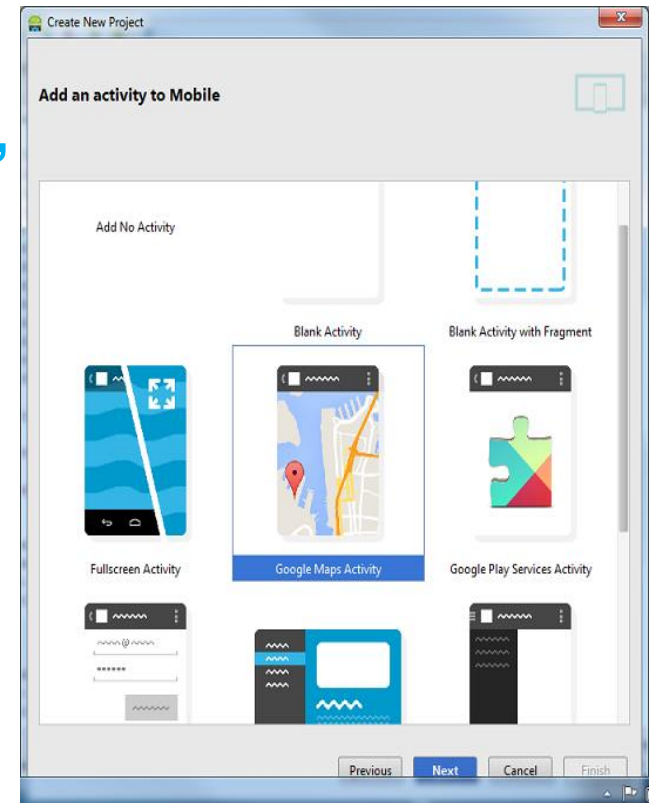 Create New Project
Add an activity to Mobile
Add No Activity
Blank Activity
Blank Activity with Fragment
Fullscreen Activity
Google Maps Activity
Google Play Services Activity
Previous
Next
Cancel
Finish